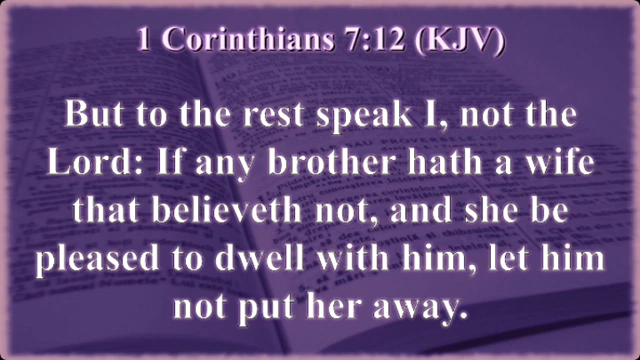 1 Corinthians 7:12 (KJV)
But to the rest speak I, not the
Lord: If any brother hath a wife
that believeth not, and she be
pleased to dwell with him, let him
not put her away.